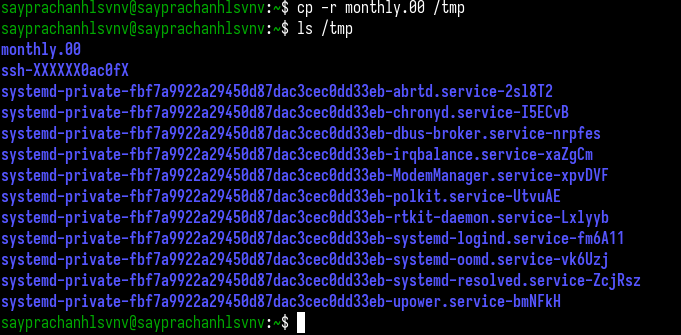 sayprachanhlsvnv@sayprachanhlsvnv:~$ cp -r monthly.00 /tmp
sayprachanhlsvnv@sayprachanhlsvnv:~$ ls /tmp
monthly.00
ssh-XXXXXX0ac0fX
systemd-private-fbf7a9922a29450d87dac3cec0dd33eb-abrtd.service-2sl8T2
systemd-private-fbf7a9922a29450d87dac3cec0dd33eb-chronyd.service-I5ECvB
systemd-private-fbf7a9922a29450d87dac3cec0dd33eb-dbus-broker.service-nrpfes
systemd-private-fbf7a9922a29450d87dac3cec0dd33eb-irqbalance.service-xaZgCm
systemd-private-fbf7a9922a29450d87dac3cec0dd33eb-ModemManager.service-xpvDVF
systemd-private-fbf7a9922a29450d87dac3cec0dd33eb-polkit.service-UtvuAE
systemd-private-fbf7a9922a29450d87dac3cec0dd33eb-rtkit-daemon.service-Lxlyyb
systemd-private-fbf7a9922a29450d87dac3cec0dd33eb-systemd-logind.service-fm6A11
systemd-private-fbf7a9922a29450d87dac3cec0dd33eb-systemd-oomd.service-vk6Uzj
systemd-private-fbf7a9922a29450d87dac3cec0dd33eb-systemd-resolved.service-ZcjRsz
systemd-private-fbf7a9922a29450d87dac3cec0dd33eb-upower.service-bmNFkH
sayprachanhlsvnv@sayprachanhlsvnv:~$